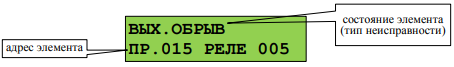 ВЫХ.ОБРЫВ
ПР.015 РЕЛЕ 005
состояние элемента
(тип неисправности)
адрес элемента